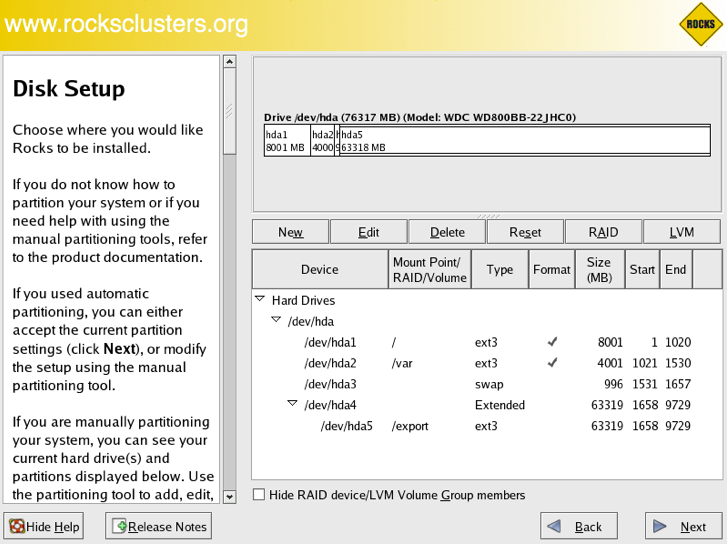 www.rocksclusters.org
ROCKS
Disk Setup
Choose where you would like
Rocks to be installed.
If you do not know how to
partition your system or if you
need help with using the
manual partitioning tools, refer
to the product documentation.
If you used automatic
partitioning, you can either
accept the current partition
settings (click Next), or modify
the setup using the manual
partitioning tool.
If you are manually partitioning
your system, you can see your
current hard drive(s) and
partitions displayed below. Use
the partitioning tool to add, edit,
Drive /dev/hda (76317 MB) (Model: WDC WD800BB-22JHC0)
hda1 hda2 hda5
8001 MB 4000 63318 MB
New Edit Delete Reset RAID LVM
Device Mount Point/ RAID/Volume Type Format Size (MB) Start End
Hard Drives
/dev/hda
/dev/hda1 / ext3 8001 1 1020
/dev/hda2 /var ext3 4001 1021 1530
/dev/hda3 swap 996 1531 1657
/dev/hda4 Extended 63319 1658 9729
/dev/hda5 /export ext3 63319 1658 9729
Hide RAID device/LVM Volume Group members
Hide Help Release Notes Back Next